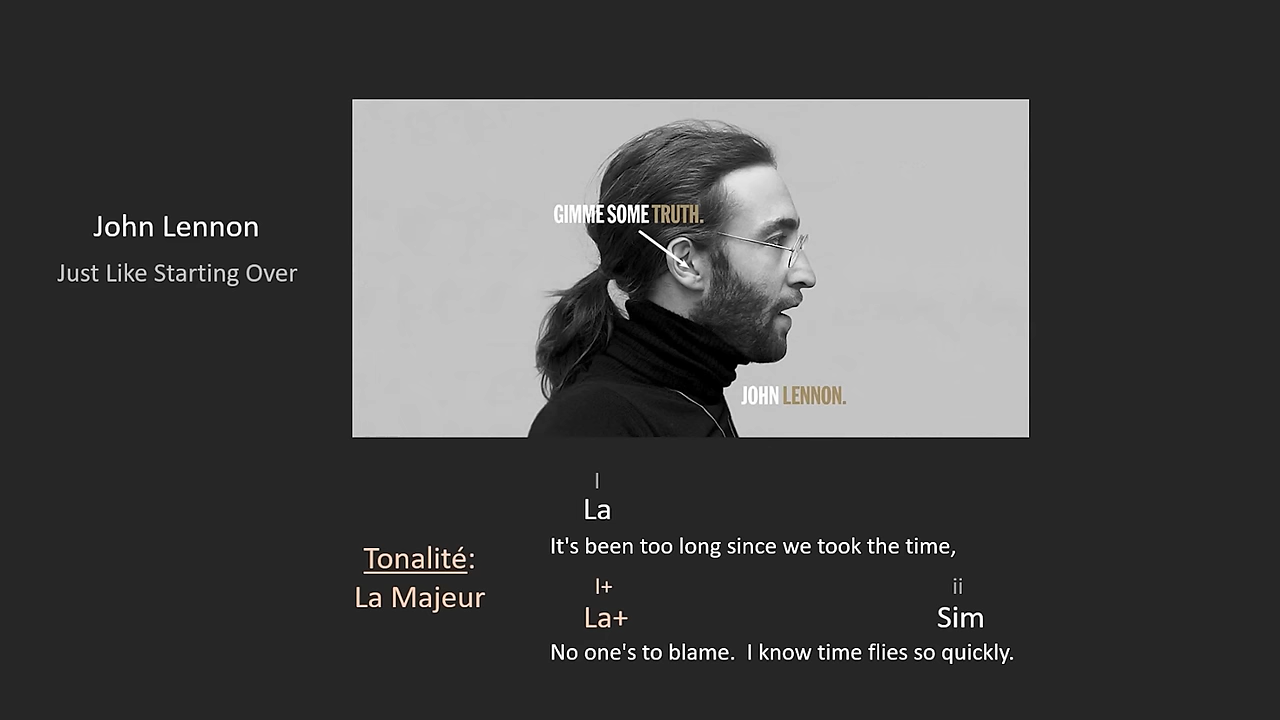 John Lennon
Just Like Starting Over
GIMME SOME TRUTH.
JOHN LENNON.
Tonalité:
La Majeur
I
La
It's been too long since we took the time,
I+ ii
La+ Sim
No one's to blame.  I know time flies so quickly.